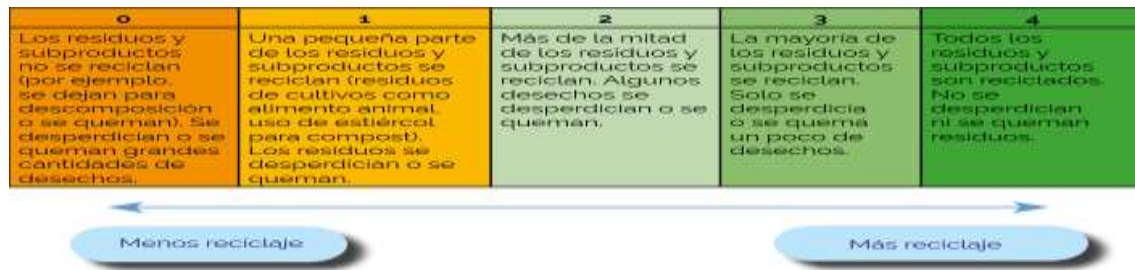 0
Los residuos y
subproductos
no se reciclan
(por ejemplo,
se dejan para
descomposición
o se queman). Se
desperdician o se
queman grandes
cantidades de
desechos.
1
Una pequeña parte
de los residuos y
subproductos se
reciclan (residuos
de cultivos como
alimento animal,
uso de estiércol
para compost).
Los residuos se
desperdician o se
queman.
2
Más de la mitad
de los residuos y
subproductos se
reciclan. Algunos
desechos se
desperdician o se
queman.
3
La mayoría de
los residuos y
subproductos
se reciclan.
Solo se
desperdicia
o se quema
un poco de
desechos.
4
Todos los
residuos y
subproductos
son reciclados.
No se
desperdician
ni se queman
residuos.
Menos reciclaje
Más reciclaje